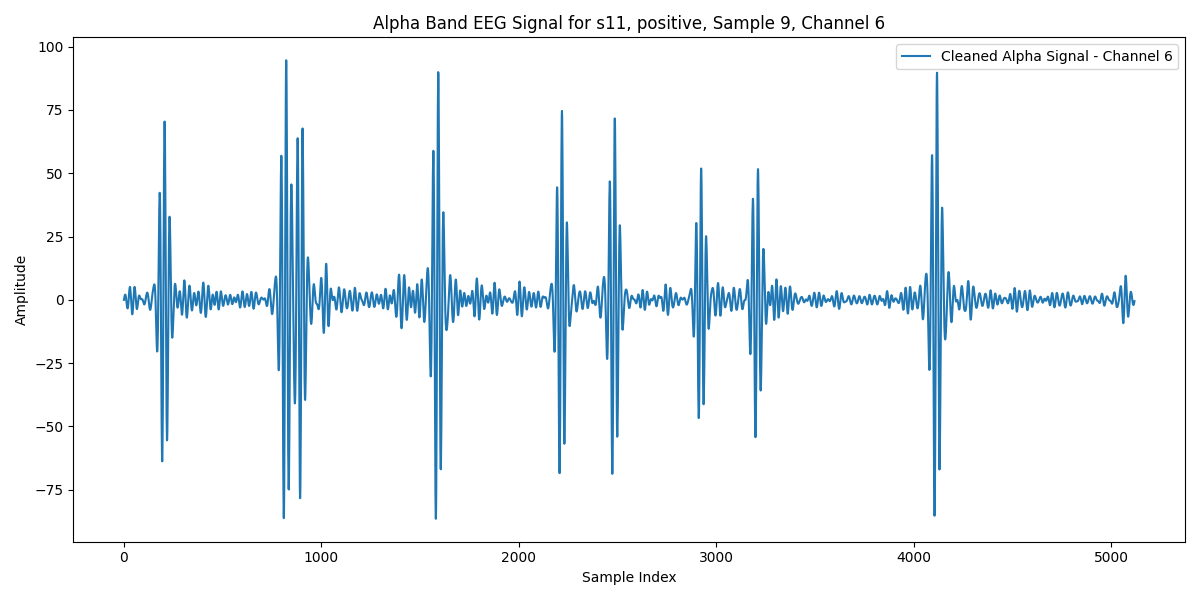 Alpha Band EEG Signal for s11, positive, Sample 9, Channel 6
Cleaned Alpha Signal - Channel 6
Amplitude
100
75
50
25
0
−25
−50
−75
0 1000 2000 3000 4000 5000
Sample Index